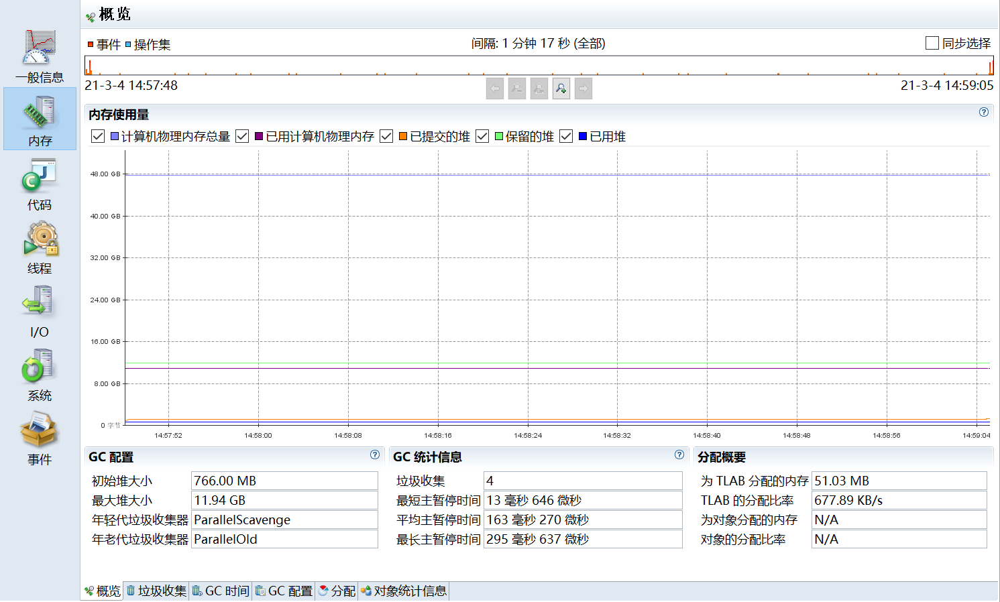 概览
事件 操作集
间隔: 1 分钟 17 秒 (全部)
同步选择
21-3-4 14:57:48
21-3-4 14:59:05
一般信息
内存
代码
线程
I/O
系统
事件
内存使用量
计算机物理内存总量 已用计算机物理内存 已提交的堆 保留的堆 已用堆
48.00 GB
40.00 GB
32.00 GB
24.00 GB
16.00 GB
8.00 GB
0 字节
14:57:52 14:58:00 14:58:08 14:58:16 14:58:24 14:58:32 14:58:40 14:58:48 14:58:56 14:59:04
GC 配置
初始堆大小 766.00 MB
最大堆大小 11.94 GB
年轻代垃圾收集器 ParallelScavenge
年老代垃圾收集器 ParallelOld
GC 统计信息
垃圾收集 4
最短主暂停时间 13 毫秒 646 微秒
平均主暂停时间 163 毫秒 270 微秒
最长主暂停时间 295 毫秒 637 微秒
分配概要
为 TLAB 分配的内存 51.03 MB
TLAB 的分配比率 677.89 KB/s
为对象分配的内存 N/A
对象的分配比率 N/A
概览 垃圾收集 GC 时间 GC 配置 分配 对象统计信息